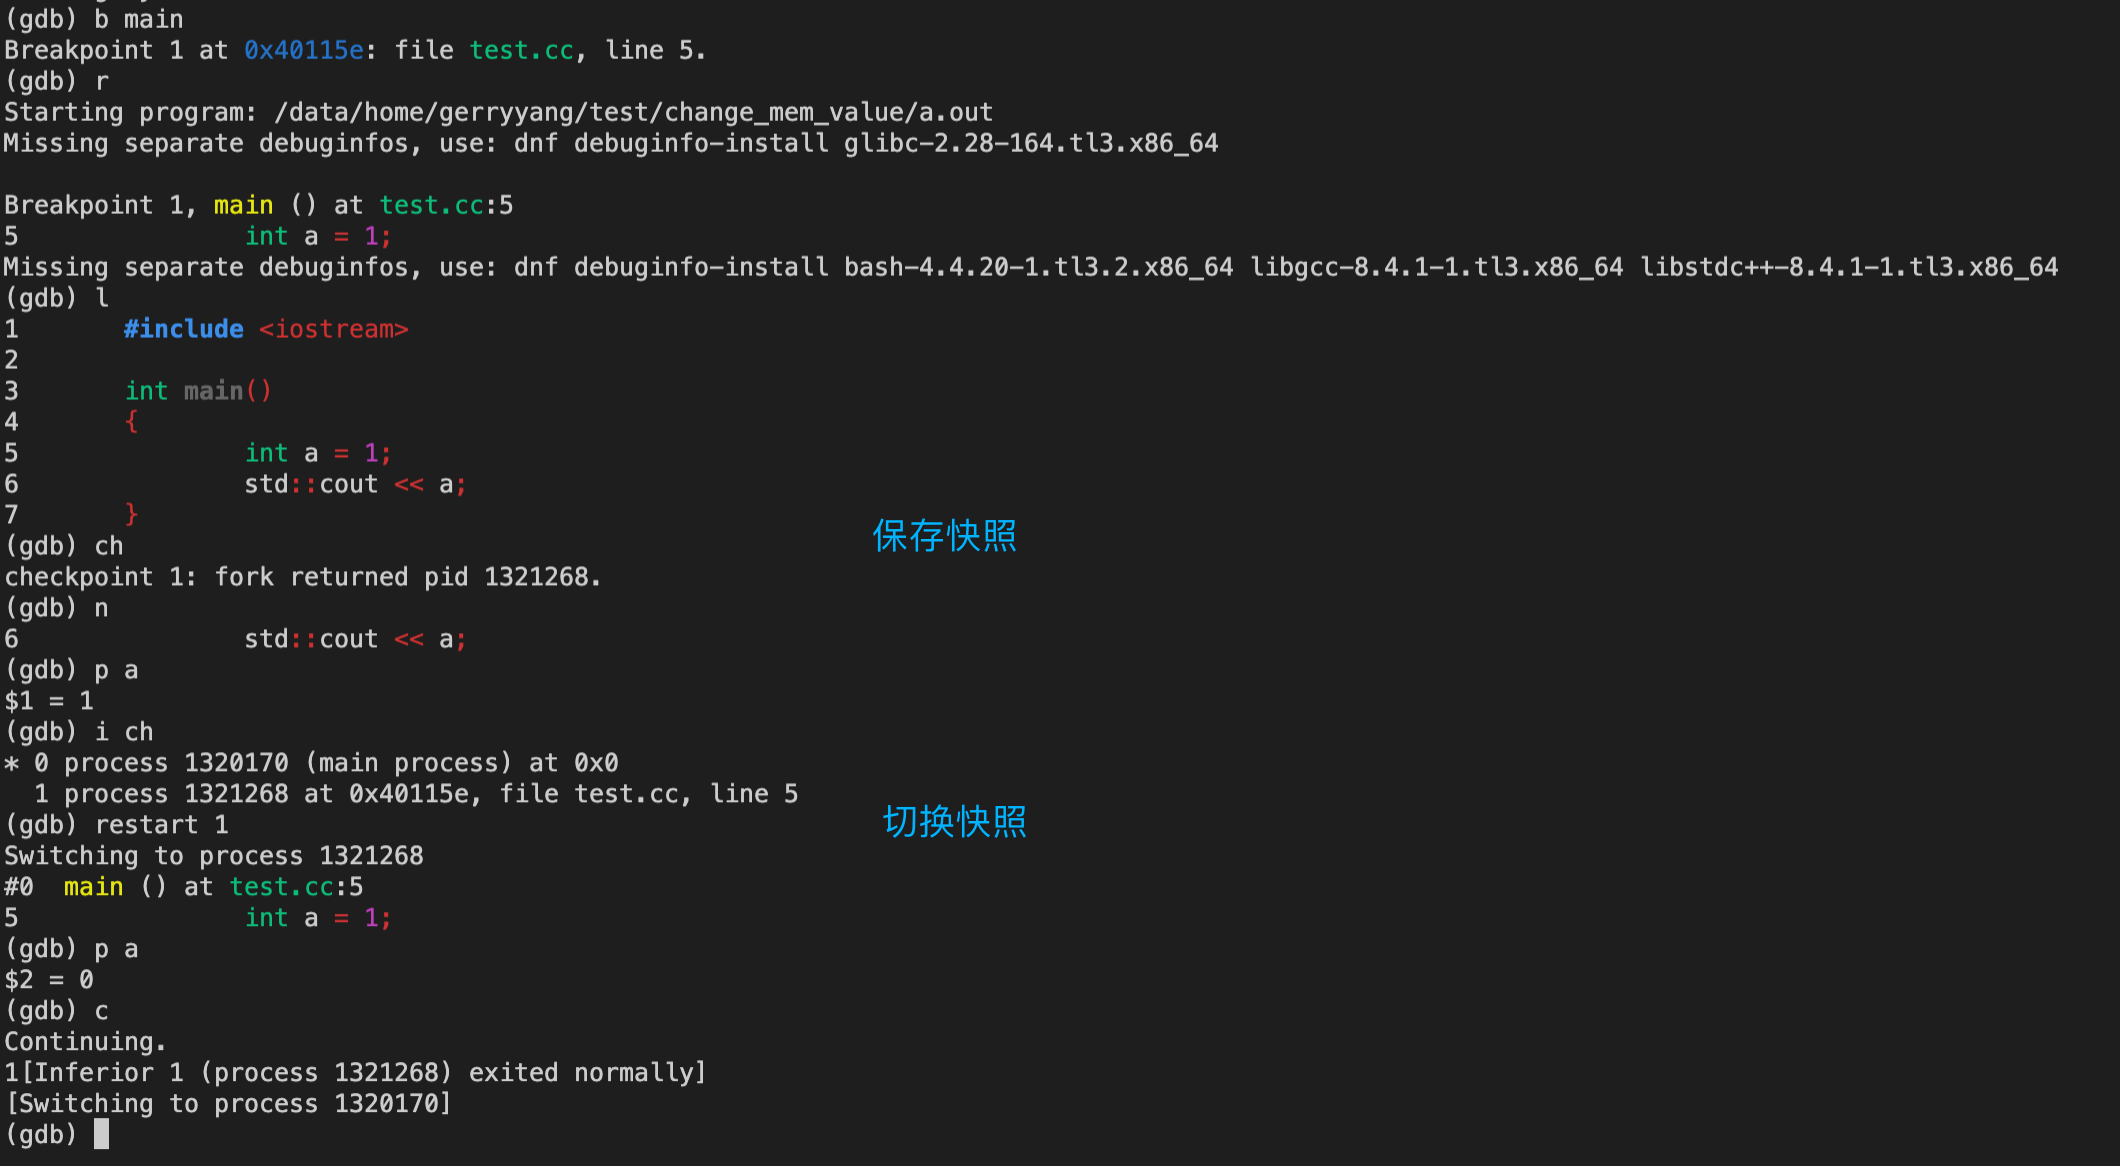 (gdb) b main
Breakpoint 1 at 0x40115e: file test.cc, line 5.
(gdb) r
Starting program: /data/home/gerryyang/test/change_mem_value/a.out
Missing separate debuginfos, use: dnf debuginfo-install glibc-2.28-164.tl3.x86_64

Breakpoint 1, main () at test.cc:5
5               int a = 1;
Missing separate debuginfos, use: dnf debuginfo-install bash-4.4.20-1.tl3.2.x86_64 libgcc-8.4.1-1.tl3.x86_64 libstdc++-8.4.1-1.tl3.x86_64
(gdb) l
1       #include <iostream>
2
3       int main()
4       {
5               int a = 1;
6               std::cout << a;
7       }
保存快照
(gdb) ch
checkpoint 1: fork returned pid 1321268.
(gdb) n
6               std::cout << a;
(gdb) p a
$1 = 1
(gdb) i ch
* 0 process 1320170 (main process) at 0x0
  1 process 1321268 at 0x40115e, file test.cc, line 5
(gdb) restart 1
切换快照
Switching to process 1321268
#0  main () at test.cc:5
5               int a = 1;
(gdb) p a
$2 = 0
(gdb) c
Continuing.
1[Inferior 1 (process 1321268) exited normally]
[Switching to process 1320170]
(gdb)